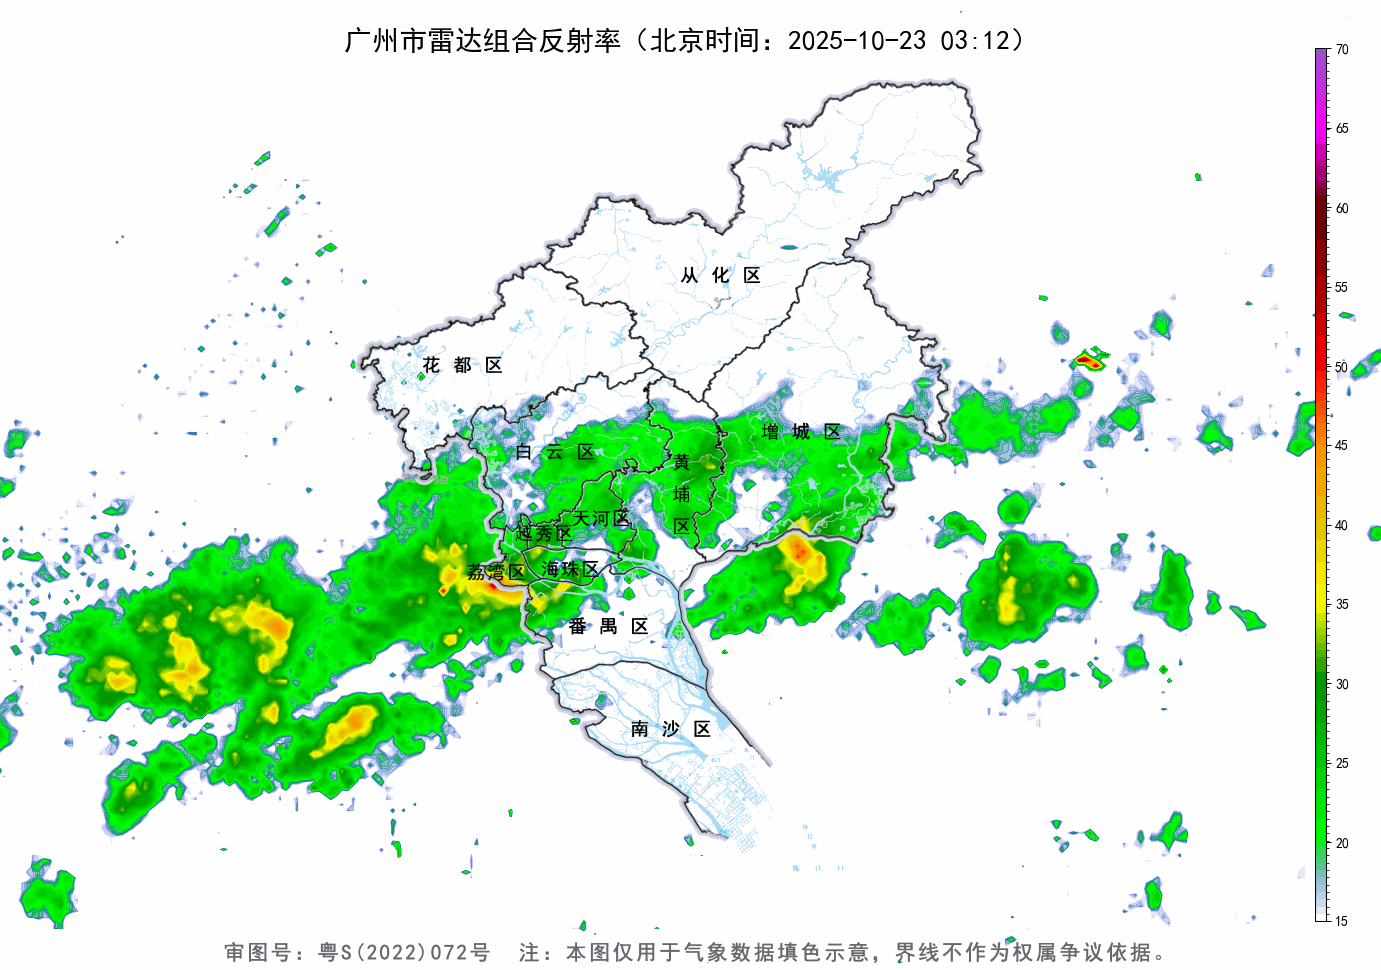 广州市雷达组合反射率（北京时间：2025-10-23 03:12）
70
65
60
55
50
45
40
35
30
25
20
15
从化区
花都区
增城区
白云区
黄埔区
天河区
越秀区
荔湾区
海珠区
番禺区
南沙区
审图号：粤S(2022)072号 注：本图仅用于气象数据填色示意，界线不作为权属争议依据。